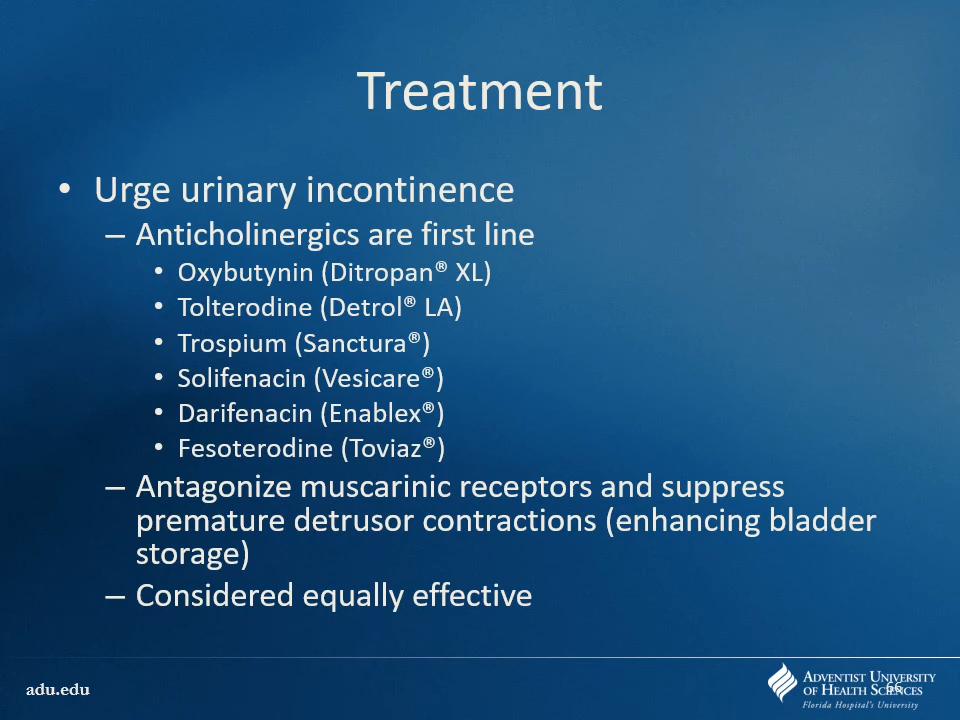 Treatment
• Urge urinary incontinence
– Anticholinergics are first line
• Oxybutynin (Ditropan® XL)
• Tolterodine (Detrol® LA)
• Trospium (Sanctura®)
• Solifenacin (Vesicare®)
• Darifenacin (Enablex®)
• Fesoterodine (Toviaz®)
– Antagonize muscarinic receptors and suppress
premature detrusor contractions (enhancing bladder
storage)
– Considered equally effective
adu.edu
ADVENTIST UNIVERSITY
OF HEALTH SCIENCES
Florida Hospital's University
66